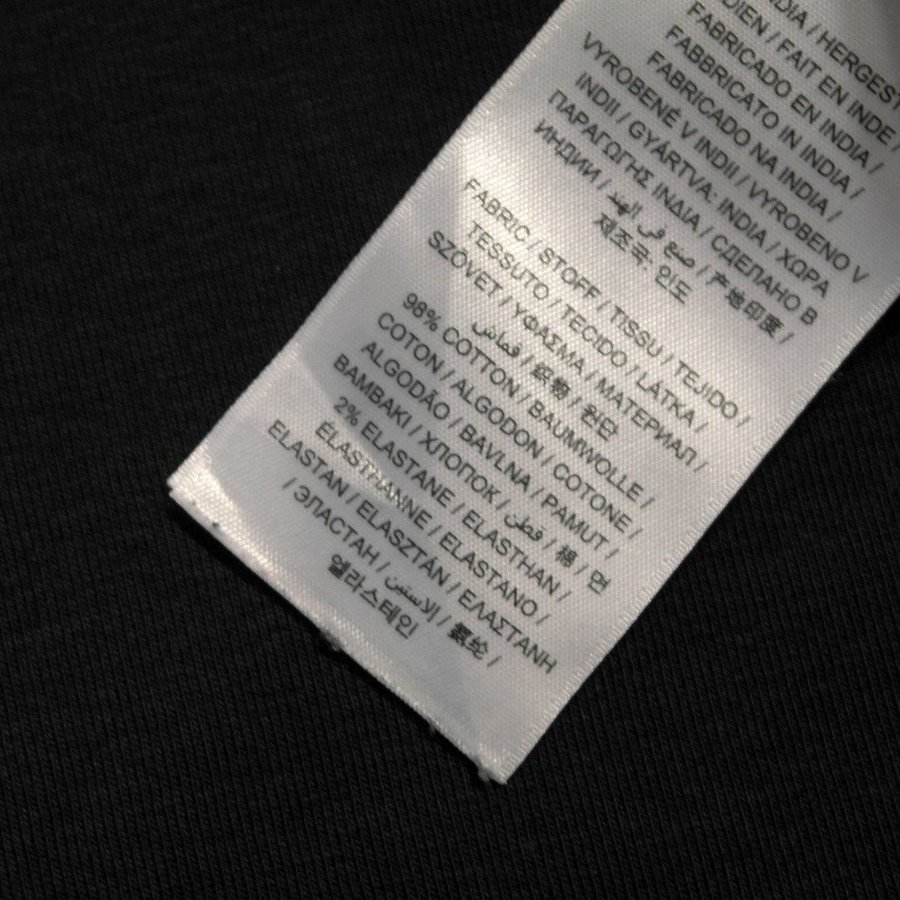 DIA / HERGEST
DIEN / FAIT EN INDE /
FABRICADO EN INDIA /
FABBRICATO IN INDIA /
FABRICADO NA INDIA /
VYROBENÉ V INDII / VYROBENO V
INDII / GYÁRTVA: INDIA / ΧΩΡΑ
ΠΑΡΑΓΩΓΗΣ ΙΝΔΙΑ / СДЕЛАНО В
ИНДИИ / صنع في الهند / 产地印度 /
제조국: 인도
FABRIC / STOFF / TISSU / TEJIDO /
TESSUTO / TECIDO / LÁTKA /
SZÖVET / ΥΦΑΣΜΑ / МАТЕРИАЛ /
قماش / 织物 / 원단
98% COTTON / BAUMWOLLE /
COTON / ALGODON / COTONE /
ALGODÃO / BAVLNA / PAMUT /
BAMBAKI / ХЛОПОК / قطن / 棉 / 면
2% ELASTANE / ELASTHAN /
ÉLASTHANNE / ELASTANO /
ELASTAN / ELASZTÁN / ΕΛΑΣΤΑΝΗ
/ ЭЛАСТАН / الاستين / 氨纶 /
엘라스테인